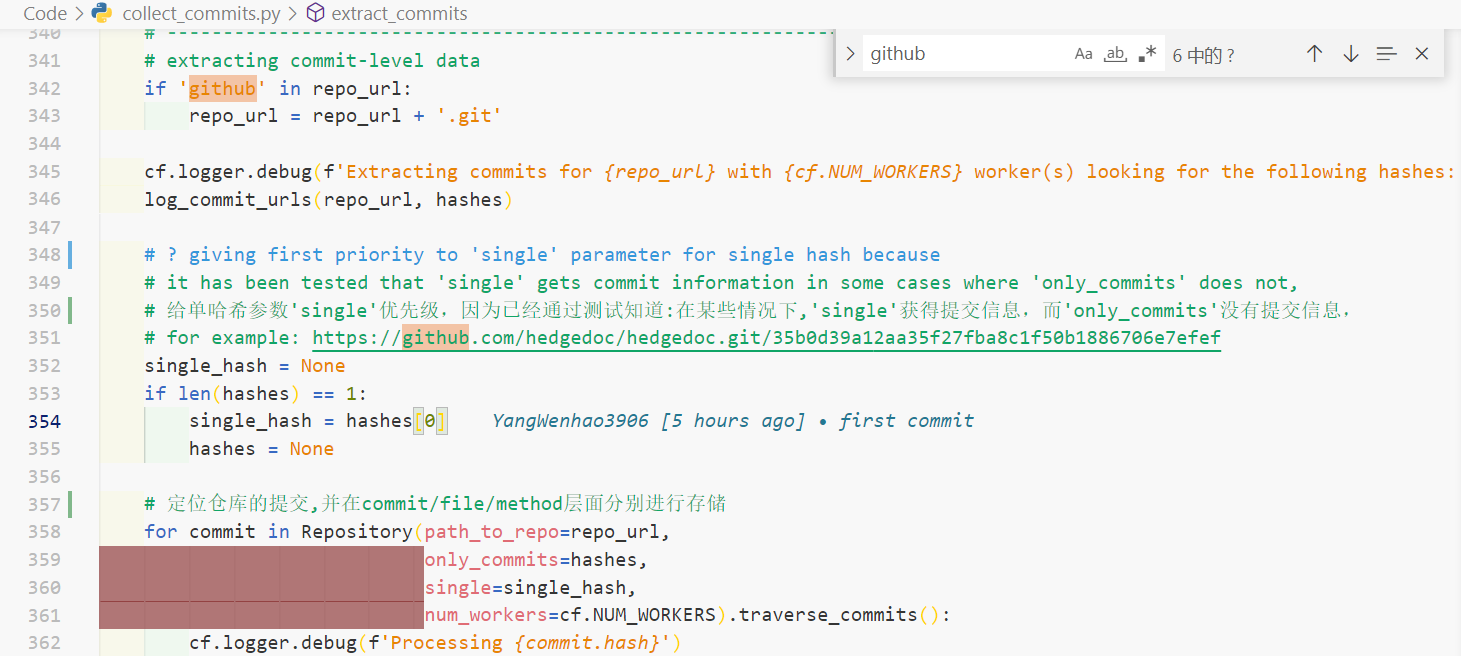 Code > collect_commits.py > extract_commits
github Aa ab .* 6 中的 ?
340 # ------------------------------------------------------------
341 # extracting commit-level data
342 if 'github' in repo_url:
343 repo_url = repo_url + '.git'
344
345 cf.logger.debug(f'Extracting commits for {repo_url} with {cf.NUM_WORKERS} worker(s) looking for the following hashes:
346 log_commit_urls(repo_url, hashes)
347
348 # ? giving first priority to 'single' parameter for single hash because
349 # it has been tested that 'single' gets commit information in some cases where 'only_commits' does not,
350 # 给单哈希参数'single'优先级，因为已经通过测试知道:在某些情况下,'single'获得提交信息，而'only_commits'没有提交信息，
351 # for example: https://github.com/hedgedoc/hedgedoc.git/35b0d39a12aa35f27fba8c1f50b1886706e7efef
352 single_hash = None
353 if len(hashes) == 1:
354 single_hash = hashes[0] YangWenhao3906 [5 hours ago] • first commit
355 hashes = None
356
357 # 定位仓库的提交,并在commit/file/method层面分别进行存储
358 for commit in Repository(path_to_repo=repo_url,
359 only_commits=hashes,
360 single=single_hash,
361 num_workers=cf.NUM_WORKERS).traverse_commits():
362 cf.logger.debug(f'Processing {commit.hash}')